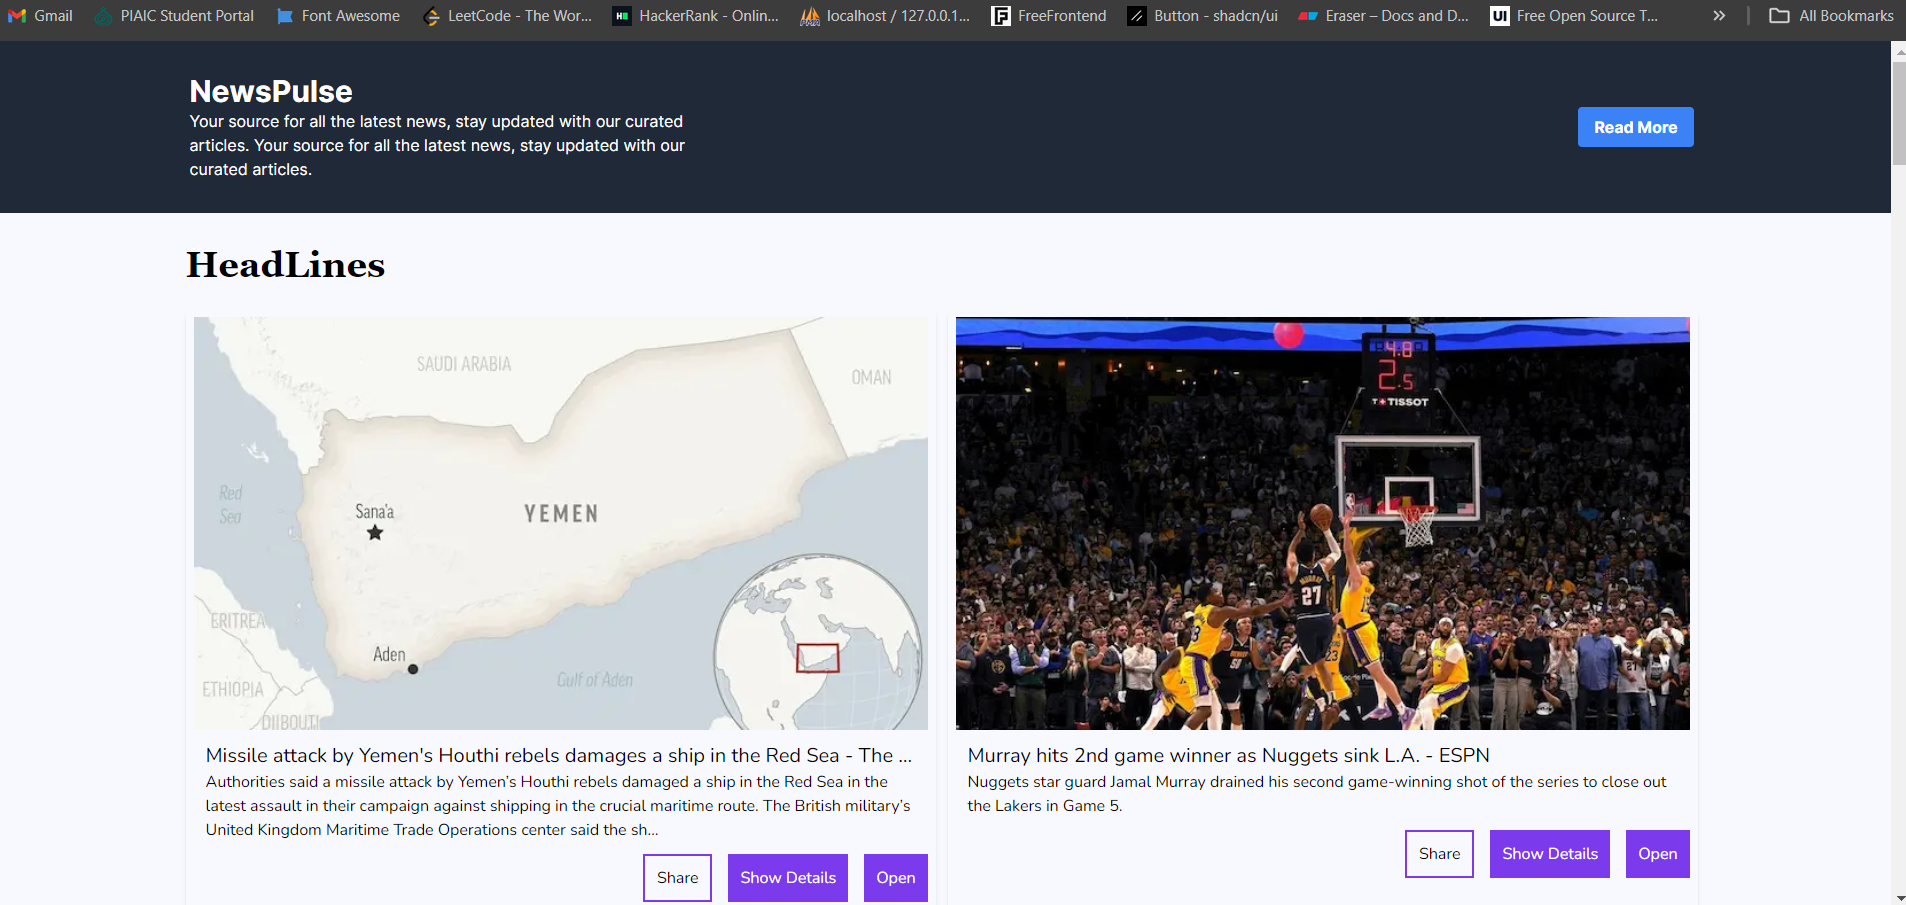 Gmail
PIAIC Student Portal
Font Awesome
LeetCode - The Wor...
HackerRank - Onlin...
localhost / 127.0.0.1...
FreeFrontend
Button - shadcn/ui
Eraser – Docs and D...
UI Free Open Source T...
All Bookmarks
NewsPulse
Your source for all the latest news, stay updated with our curated
articles. Your source for all the latest news, stay updated with our
curated articles.
Read More
HeadLines
SAUDI ARABIA
OMAN
Red
Sea
Sana'a
YEMEN
ERITREA
Aden
ETHIOPIA
Gulf of Aden
DJIBOUTI
4.8
2.5
TISSOT
MURRAY
27
23
50
Missile attack by Yemen's Houthi rebels damages a ship in the Red Sea - The ...
Authorities said a missile attack by Yemen’s Houthi rebels damaged a ship in the Red Sea in the
latest assault in their campaign against shipping in the crucial maritime route. The British military’s
United Kingdom Maritime Trade Operations center said the sh…
Share
Show Details
Open
Murray hits 2nd game winner as Nuggets sink L.A. - ESPN
Nuggets star guard Jamal Murray drained his second game-winning shot of the series to close out
the Lakers in Game 5.
Share
Show Details
Open